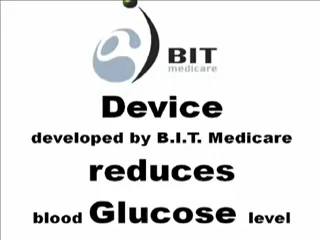 BIT
medicare
Device
developed by B.I.T. Medicare
reduces
blood Glucose level